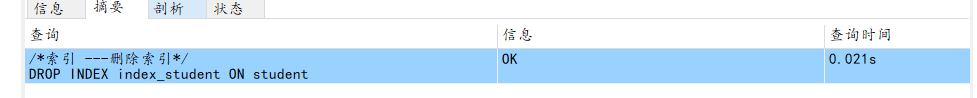 信息 摘要 剖析 状态
查询 信息 查询时间
/*索引 ---删除索引*/ OK 0.021s
DROP INDEX index_student ON student